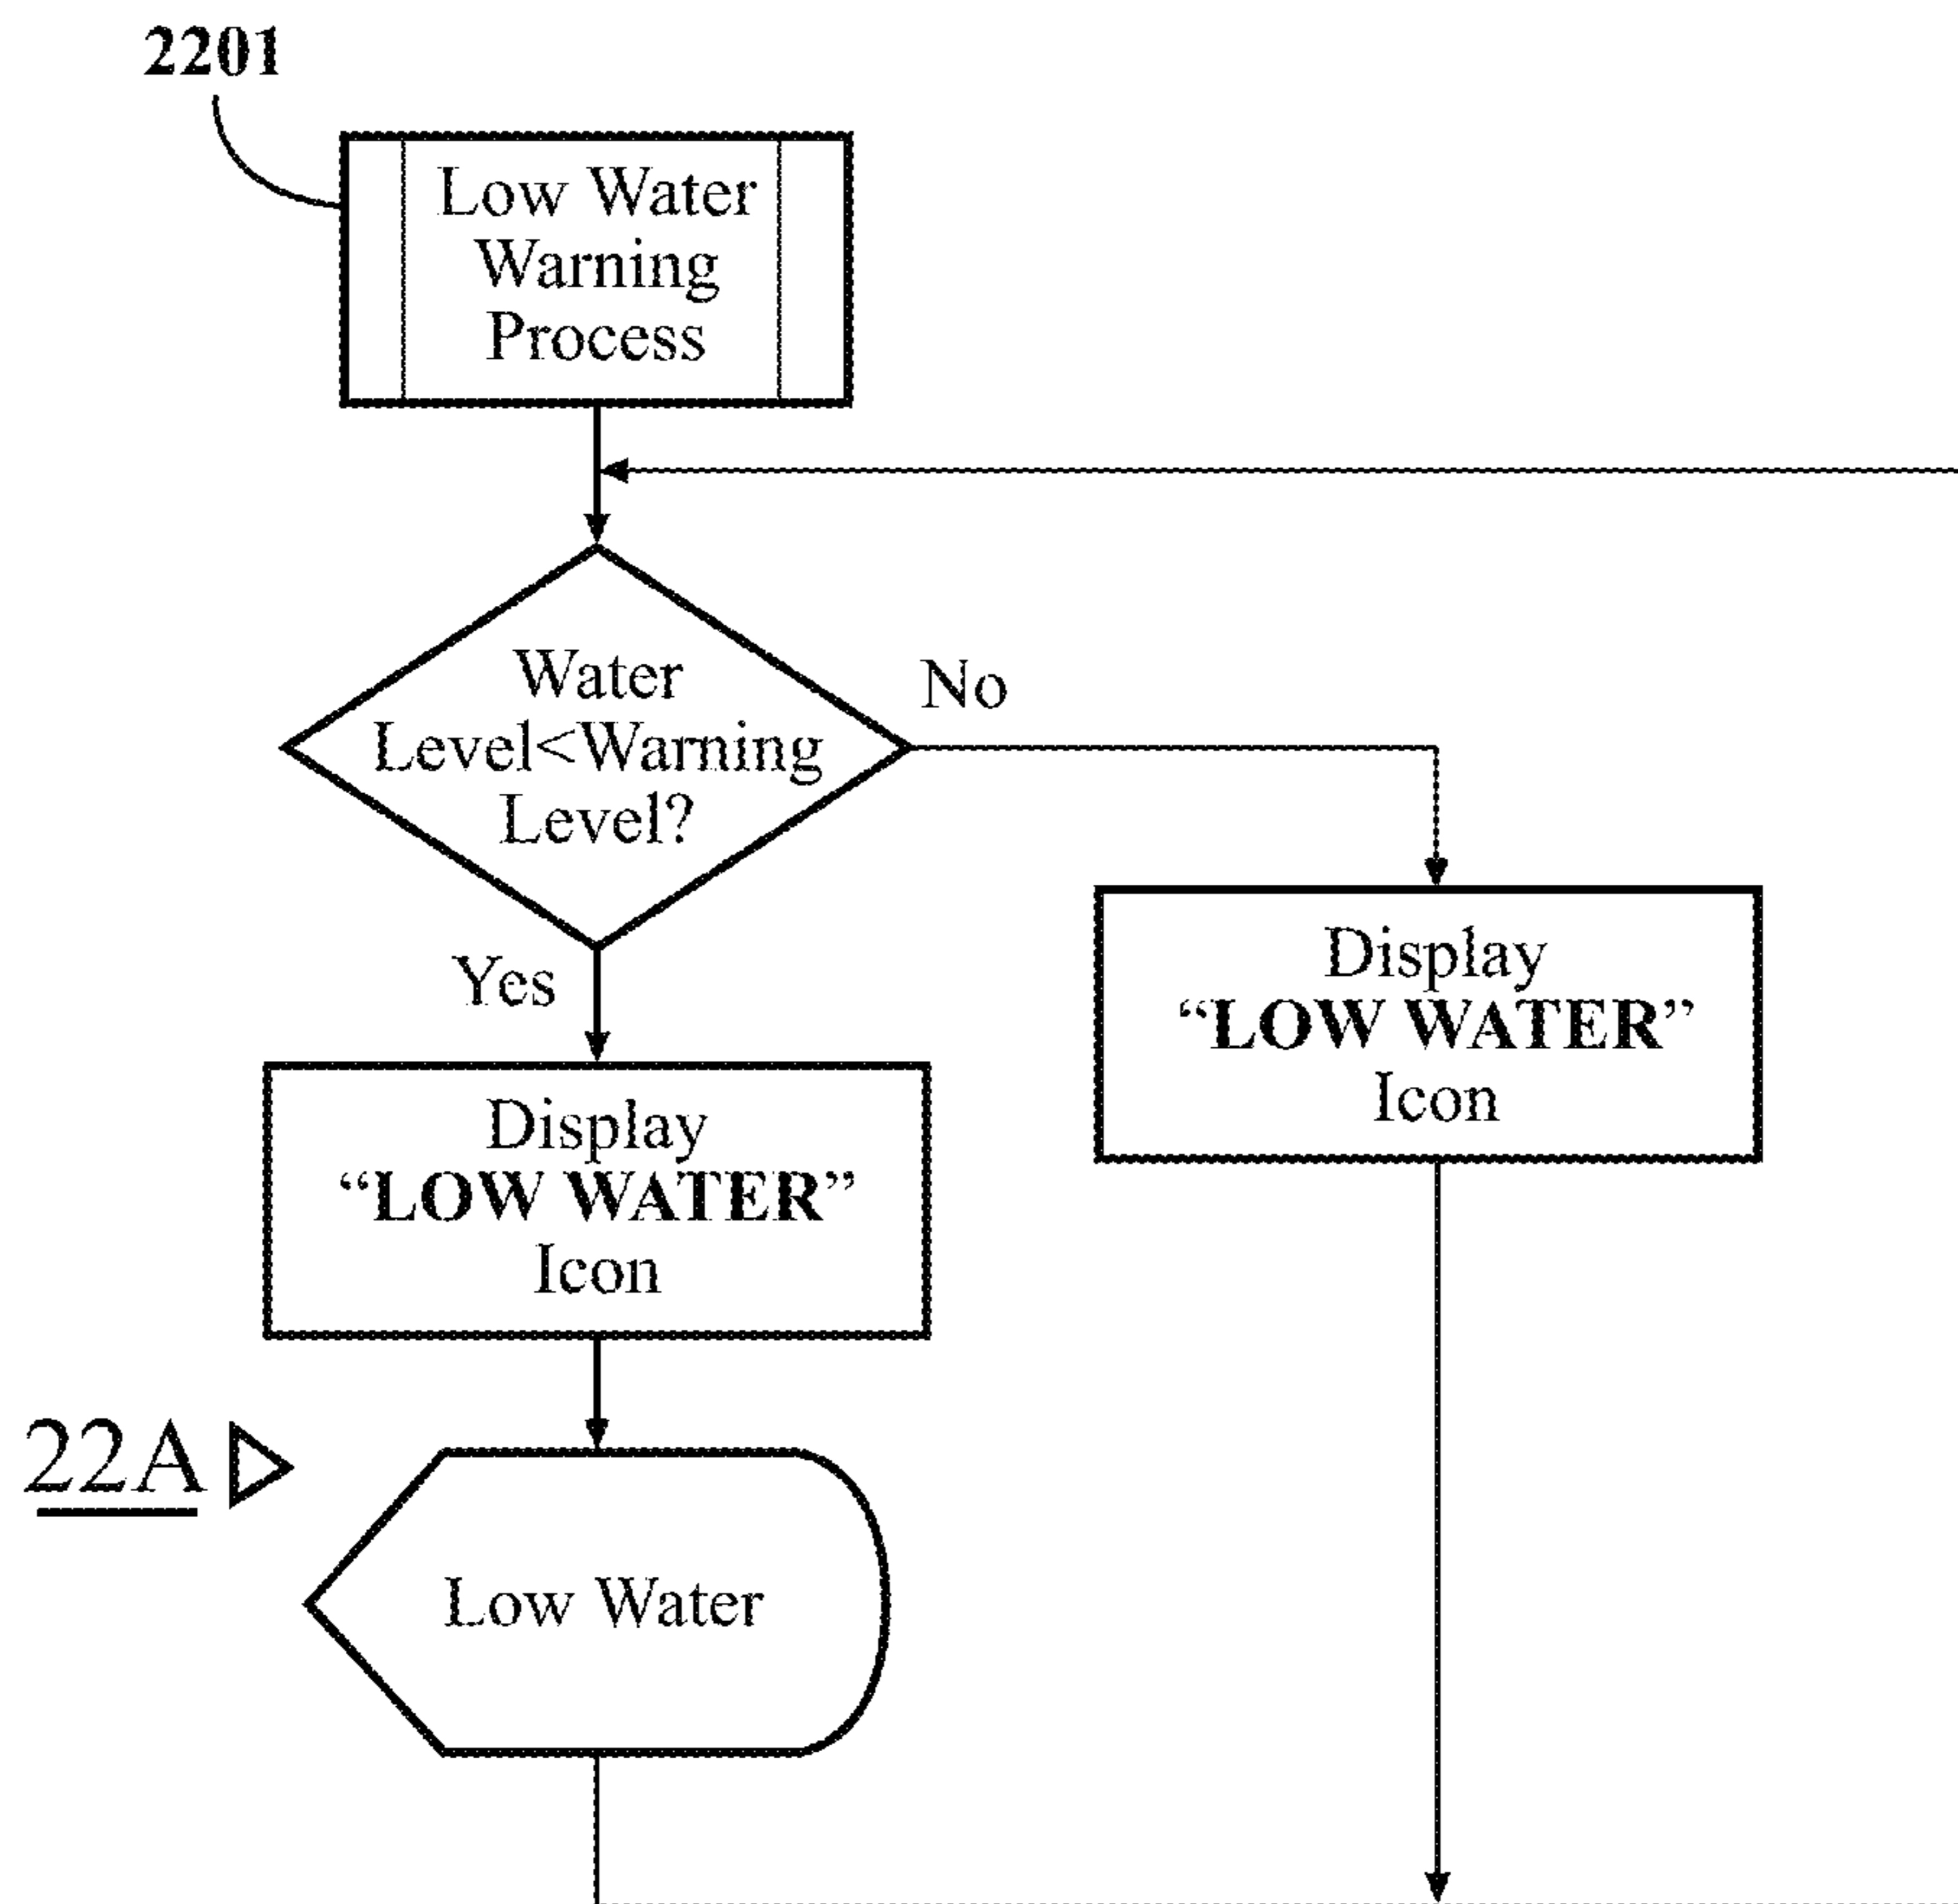 2201
Low Water
Warning
Process
Water
Level<Warning
Level?
No
Yes
Display
“LOW WATER”
Icon
Display
“LOW WATER”
Icon
22A
Low Water